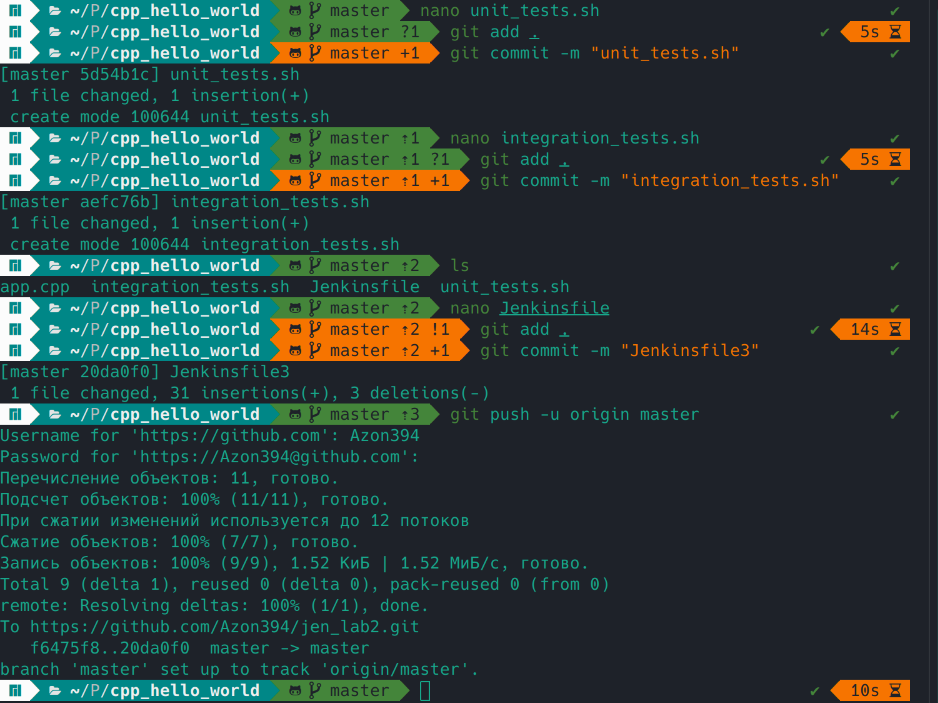 ~/P/cpp_hello_world master nano unit_tests.sh ✔
~/P/cpp_hello_world master ?1 git add . ✔ 5s
~/P/cpp_hello_world master +1 git commit -m "unit_tests.sh" ✔
[master 5d54b1c] unit_tests.sh
1 file changed, 1 insertion(+)
create mode 100644 unit_tests.sh
~/P/cpp_hello_world master ⇡1 nano integration_tests.sh ✔
~/P/cpp_hello_world master ⇡1 ?1 git add . ✔ 5s
~/P/cpp_hello_world master ⇡1 +1 git commit -m "integration_tests.sh" ✔
[master aefc76b] integration_tests.sh
1 file changed, 1 insertion(+)
create mode 100644 integration_tests.sh
~/P/cpp_hello_world master ⇡2 ls ✔
app.cpp integration_tests.sh Jenkinsfile unit_tests.sh
~/P/cpp_hello_world master ⇡2 nano Jenkinsfile ✔
~/P/cpp_hello_world master ⇡2 !1 git add . ✔ 14s
~/P/cpp_hello_world master ⇡2 +1 git commit -m "Jenkinsfile3" ✔
[master 20da0f0] Jenkinsfile3
1 file changed, 31 insertions(+), 3 deletions(-)
~/P/cpp_hello_world master ⇡3 git push -u origin master ✔
Username for 'https://github.com': Azon394
Password for 'https://Azon394@github.com':
Перечисление объектов: 11, готово.
Подсчет объектов: 100% (11/11), готово.
При сжатии изменений используется до 12 потоков
Сжатие объектов: 100% (7/7), готово.
Запись объектов: 100% (9/9), 1.52 КиБ | 1.52 МиБ/с, готово.
Total 9 (delta 1), reused 0 (delta 0), pack-reused 0 (from 0)
remote: Resolving deltas: 100% (1/1), done.
To https://github.com/Azon394/jen_lab2.git
f6475f8..20da0f0 master -> master
branch 'master' set up to track 'origin/master'.
~/P/cpp_hello_world master ✔ 10s